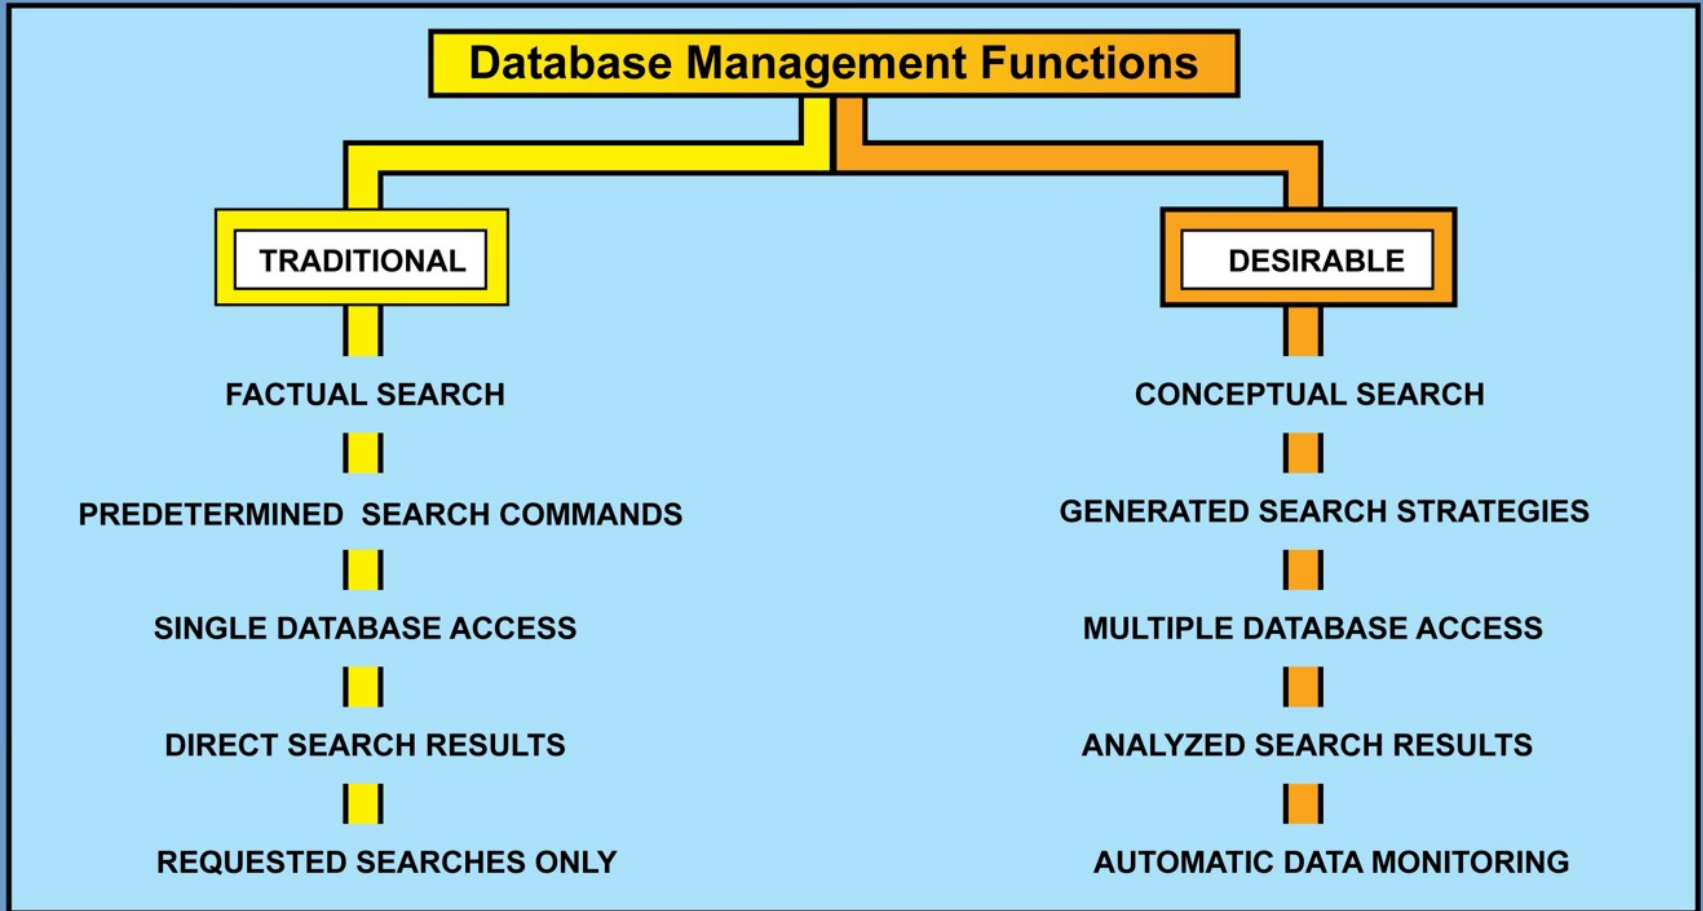 Database Management Functions
TRADITIONAL
FACTUAL SEARCH
PREDETERMINED SEARCH COMMANDS
SINGLE DATABASE ACCESS
DIRECT SEARCH RESULTS
REQUESTED SEARCHES ONLY
DESIRABLE
CONCEPTUAL SEARCH
GENERATED SEARCH STRATEGIES
MULTIPLE DATABASE ACCESS
ANALYZED SEARCH RESULTS
AUTOMATIC DATA MONITORING